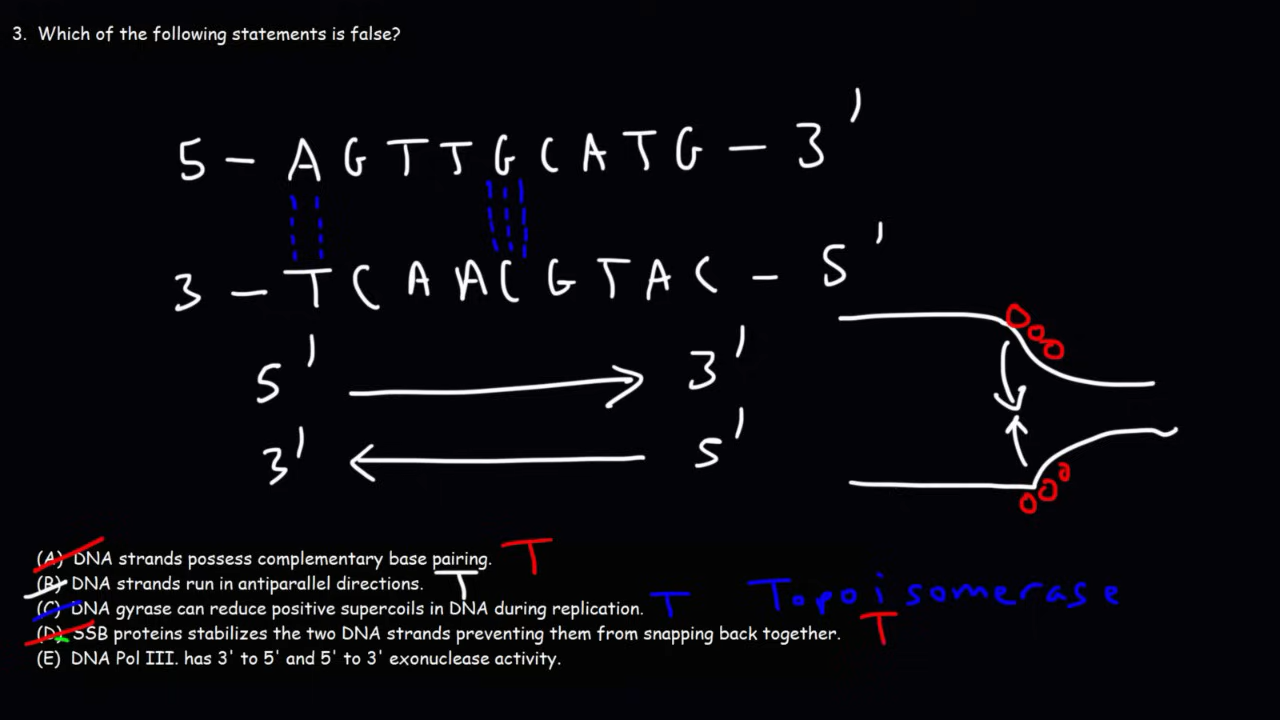 3. Which of the following statements is false?
5 - A G T T G C A T G - 3'
3 - T C A A C G T A C - 5'
5' 3'
3' 5'
(A) DNA strands possess complementary base pairing. T
(B) DNA strands run in antiparallel directions. T
(C) DNA gyrase can reduce positive supercoils in DNA during replication. T Topoisomerase
(D) SSB proteins stabilizes the two DNA strands preventing them from snapping back together. T
(E) DNA Pol III. has 3' to 5' and 5' to 3' exonuclease activity.